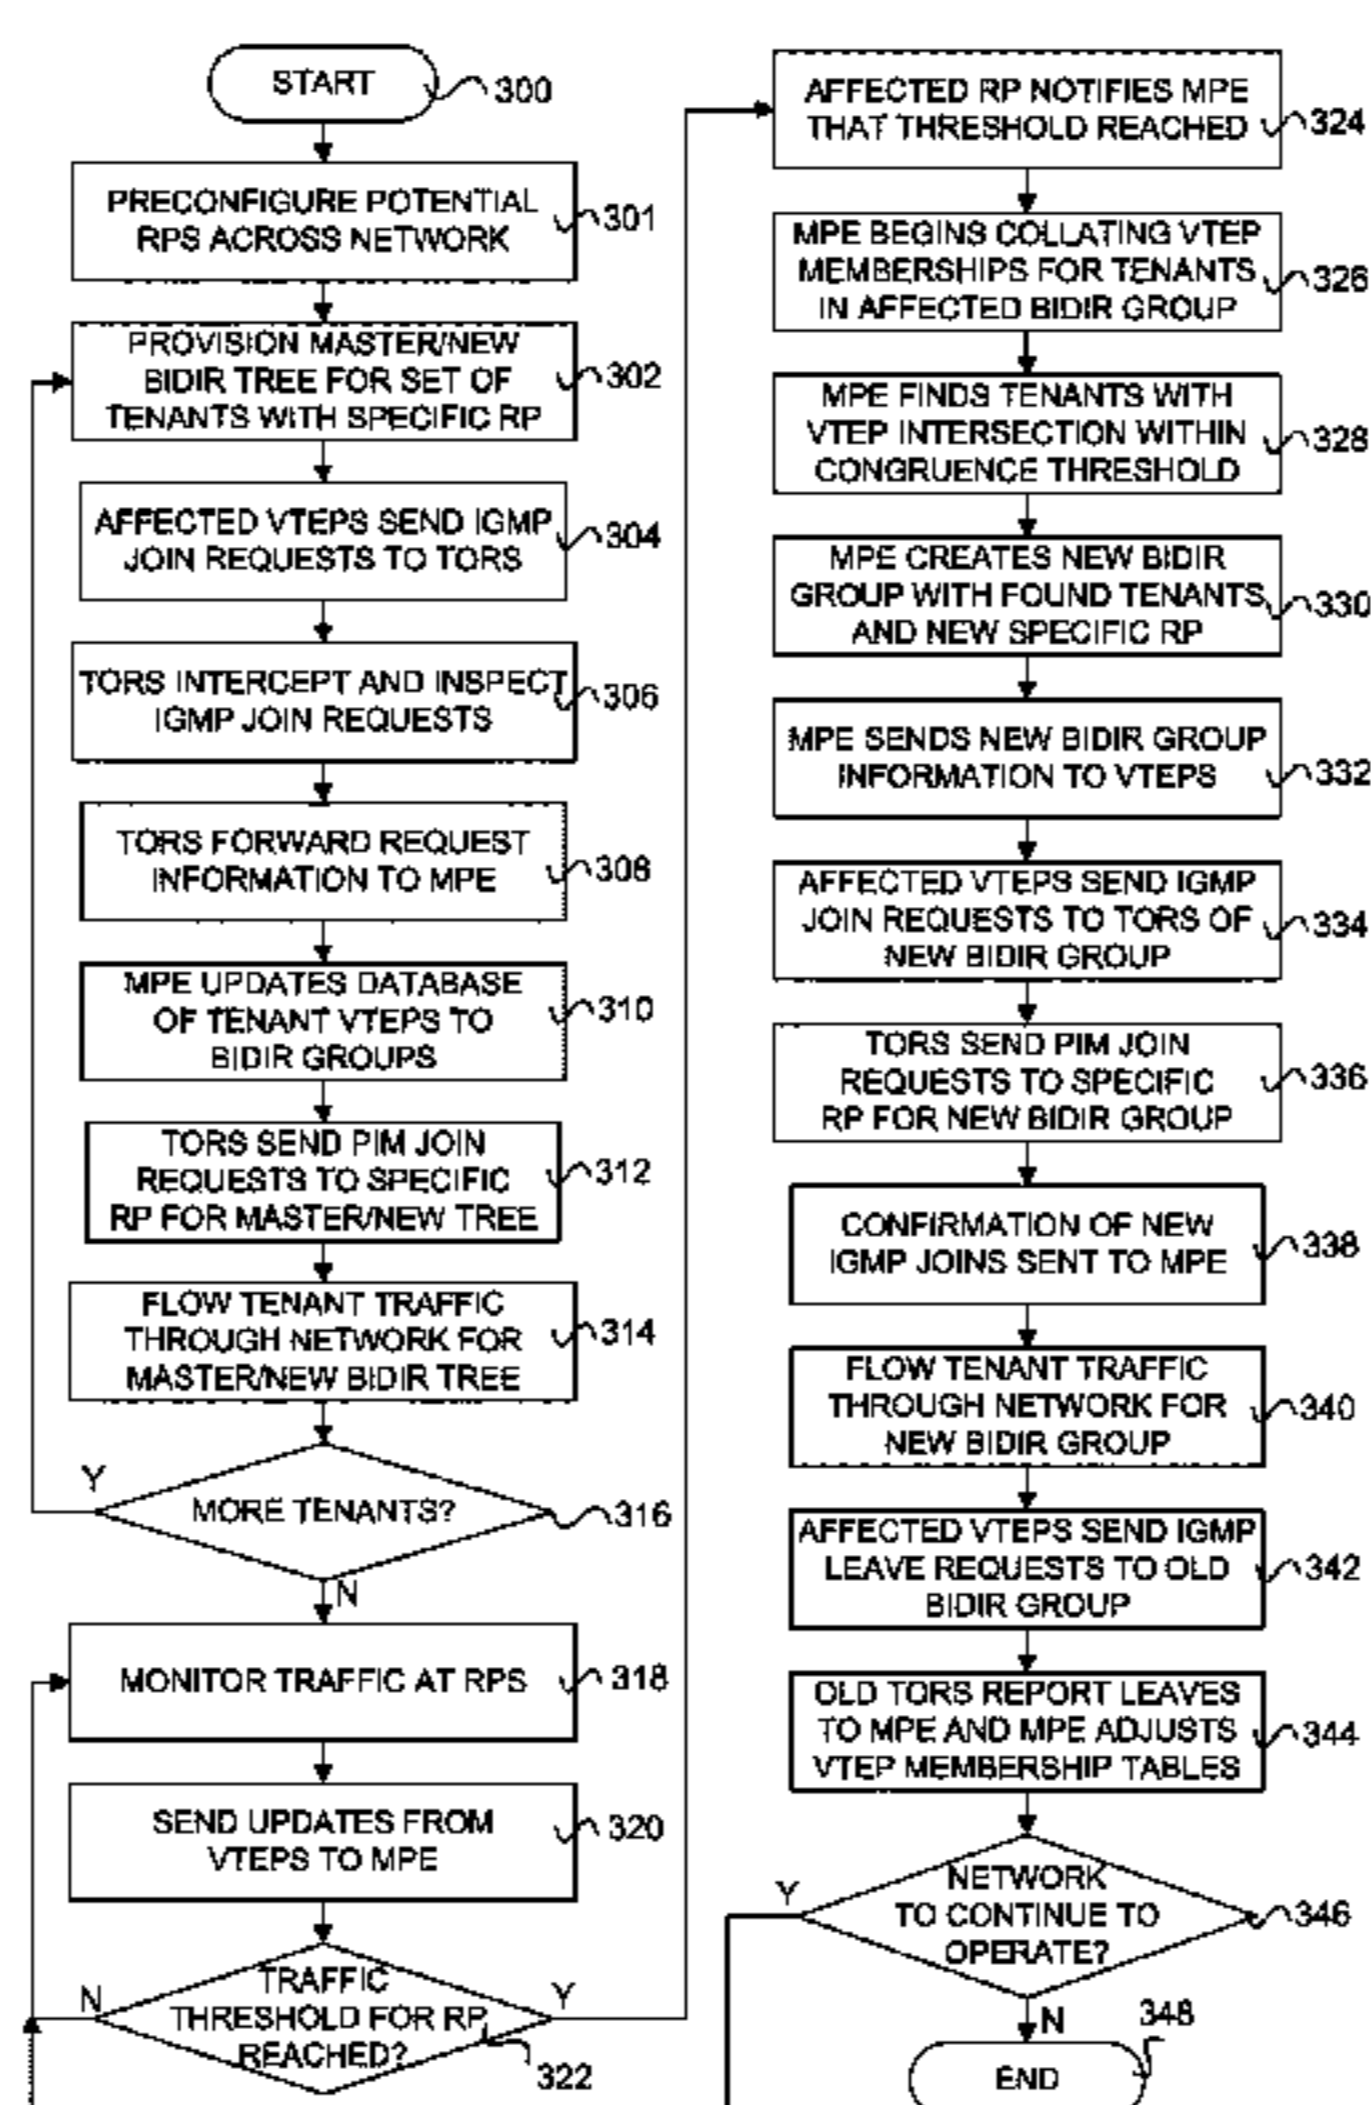 START
300
PRECONFIGURE POTENTIAL
RPS ACROSS NETWORK
301
PROVISION MASTER/NEW
BIDIR TREE FOR SET OF
TENANTS WITH SPECIFIC RP
302
AFFECTED VTEPS SEND IGMP
JOIN REQUESTS TO TORS
304
TORS INTERCEPT AND INSPECT
IGMP JOIN REQUESTS
306
TORS FORWARD REQUEST
INFORMATION TO MPE
308
MPE UPDATES DATABASE
OF TENANT VTEPS TO
BIDIR GROUPS
310
TORS SEND PIM JOIN
REQUESTS TO SPECIFIC
RP FOR MASTER/NEW TREE
312
FLOW TENANT TRAFFIC
THROUGH NETWORK FOR
MASTER/NEW BIDIR TREE
314
Y
MORE TENANTS?
316
N
MONITOR TRAFFIC AT RPS
318
SEND UPDATES FROM
VTEPS TO MPE
320
N
TRAFFIC
THRESHOLD FOR RP
REACHED?
Y
322
AFFECTED RP NOTIFIES MPE
THAT THRESHOLD REACHED
324
MPE BEGINS COLLATING VTEP
MEMBERSHIPS FOR TENANTS
IN AFFECTED BIDIR GROUP
326
MPE FINDS TENANTS WITH
VTEP INTERSECTION WITHIN
CONGRUENCE THRESHOLD
328
MPE CREATES NEW BIDIR
GROUP WITH FOUND TENANTS
AND NEW SPECIFIC RP
330
MPE SENDS NEW BIDIR GROUP
INFORMATION TO VTEPS
332
AFFECTED VTEPS SEND IGMP
JOIN REQUESTS TO TORS OF
NEW BIDIR GROUP
334
TORS SEND PIM JOIN
REQUESTS TO SPECIFIC
RP FOR NEW BIDIR GROUP
336
CONFIRMATION OF NEW
IGMP JOINS SENT TO MPE
338
FLOW TENANT TRAFFIC
THROUGH NETWORK FOR
NEW BIDIR GROUP
340
AFFECTED VTEPS SEND IGMP
LEAVE REQUESTS TO OLD
BIDIR GROUP
342
OLD TORS REPORT LEAVES
TO MPE AND MPE ADJUSTS
VTEP MEMBERSHIP TABLES
344
Y
NETWORK
TO CONTINUE TO
OPERATE?
346
N
348
END